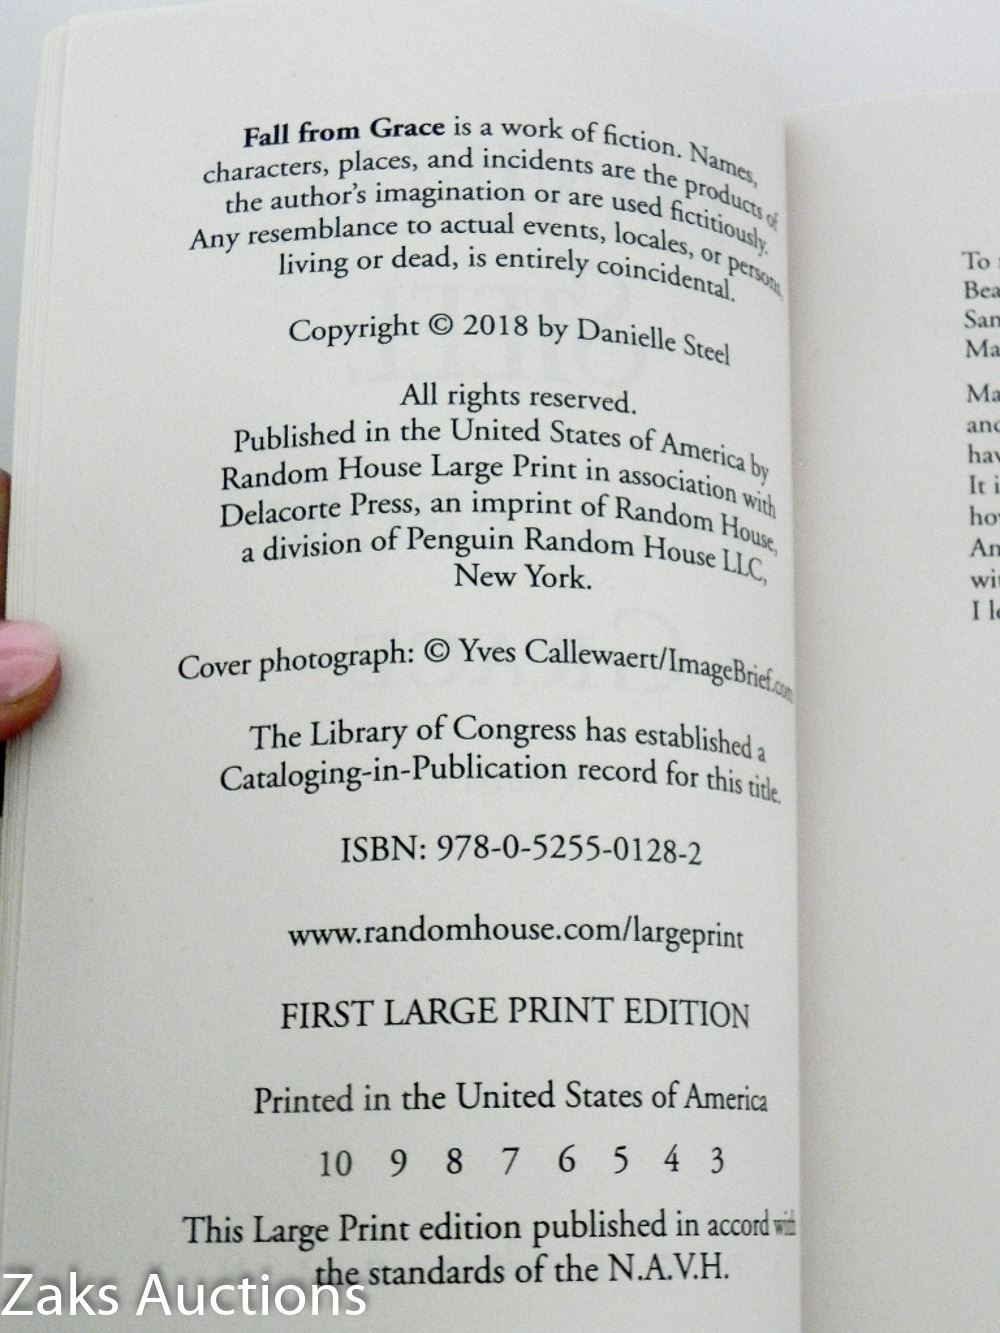 Fall from Grace is a work of fiction. Names,
characters, places, and incidents are the products of
the author's imagination or are used fictitiously.
Any resemblance to actual events, locales, or persons,
living or dead, is entirely coincidental.
Copyright © 2018 by Danielle Steel
All rights reserved.
Published in the United States of America by
Random House Large Print in association with
Delacorte Press, an imprint of Random House,
a division of Penguin Random House LLC,
New York.
Cover photograph: © Yves Callewaert/ImageBrief.com
The Library of Congress has established a
Cataloging-in-Publication record for this title.
ISBN: 978-0-5255-0128-2
www.randomhouse.com/largeprint
FIRST LARGE PRINT EDITION
Printed in the United States of America
10 9 8 7 6 5 4 3
This Large Print edition published in accord with
the standards of the N.A.V.H.
To
Ma
It i
I
Zaks Auctions